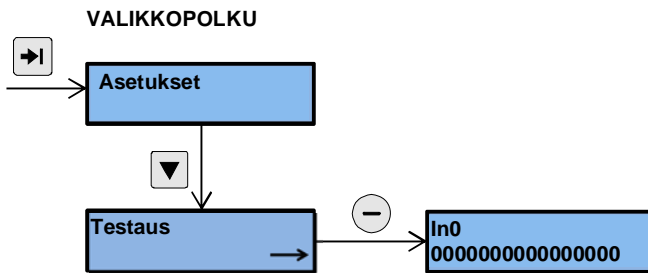 VALIKKOPOLKU
Asetukset
Testaus
In0
0000000000000000